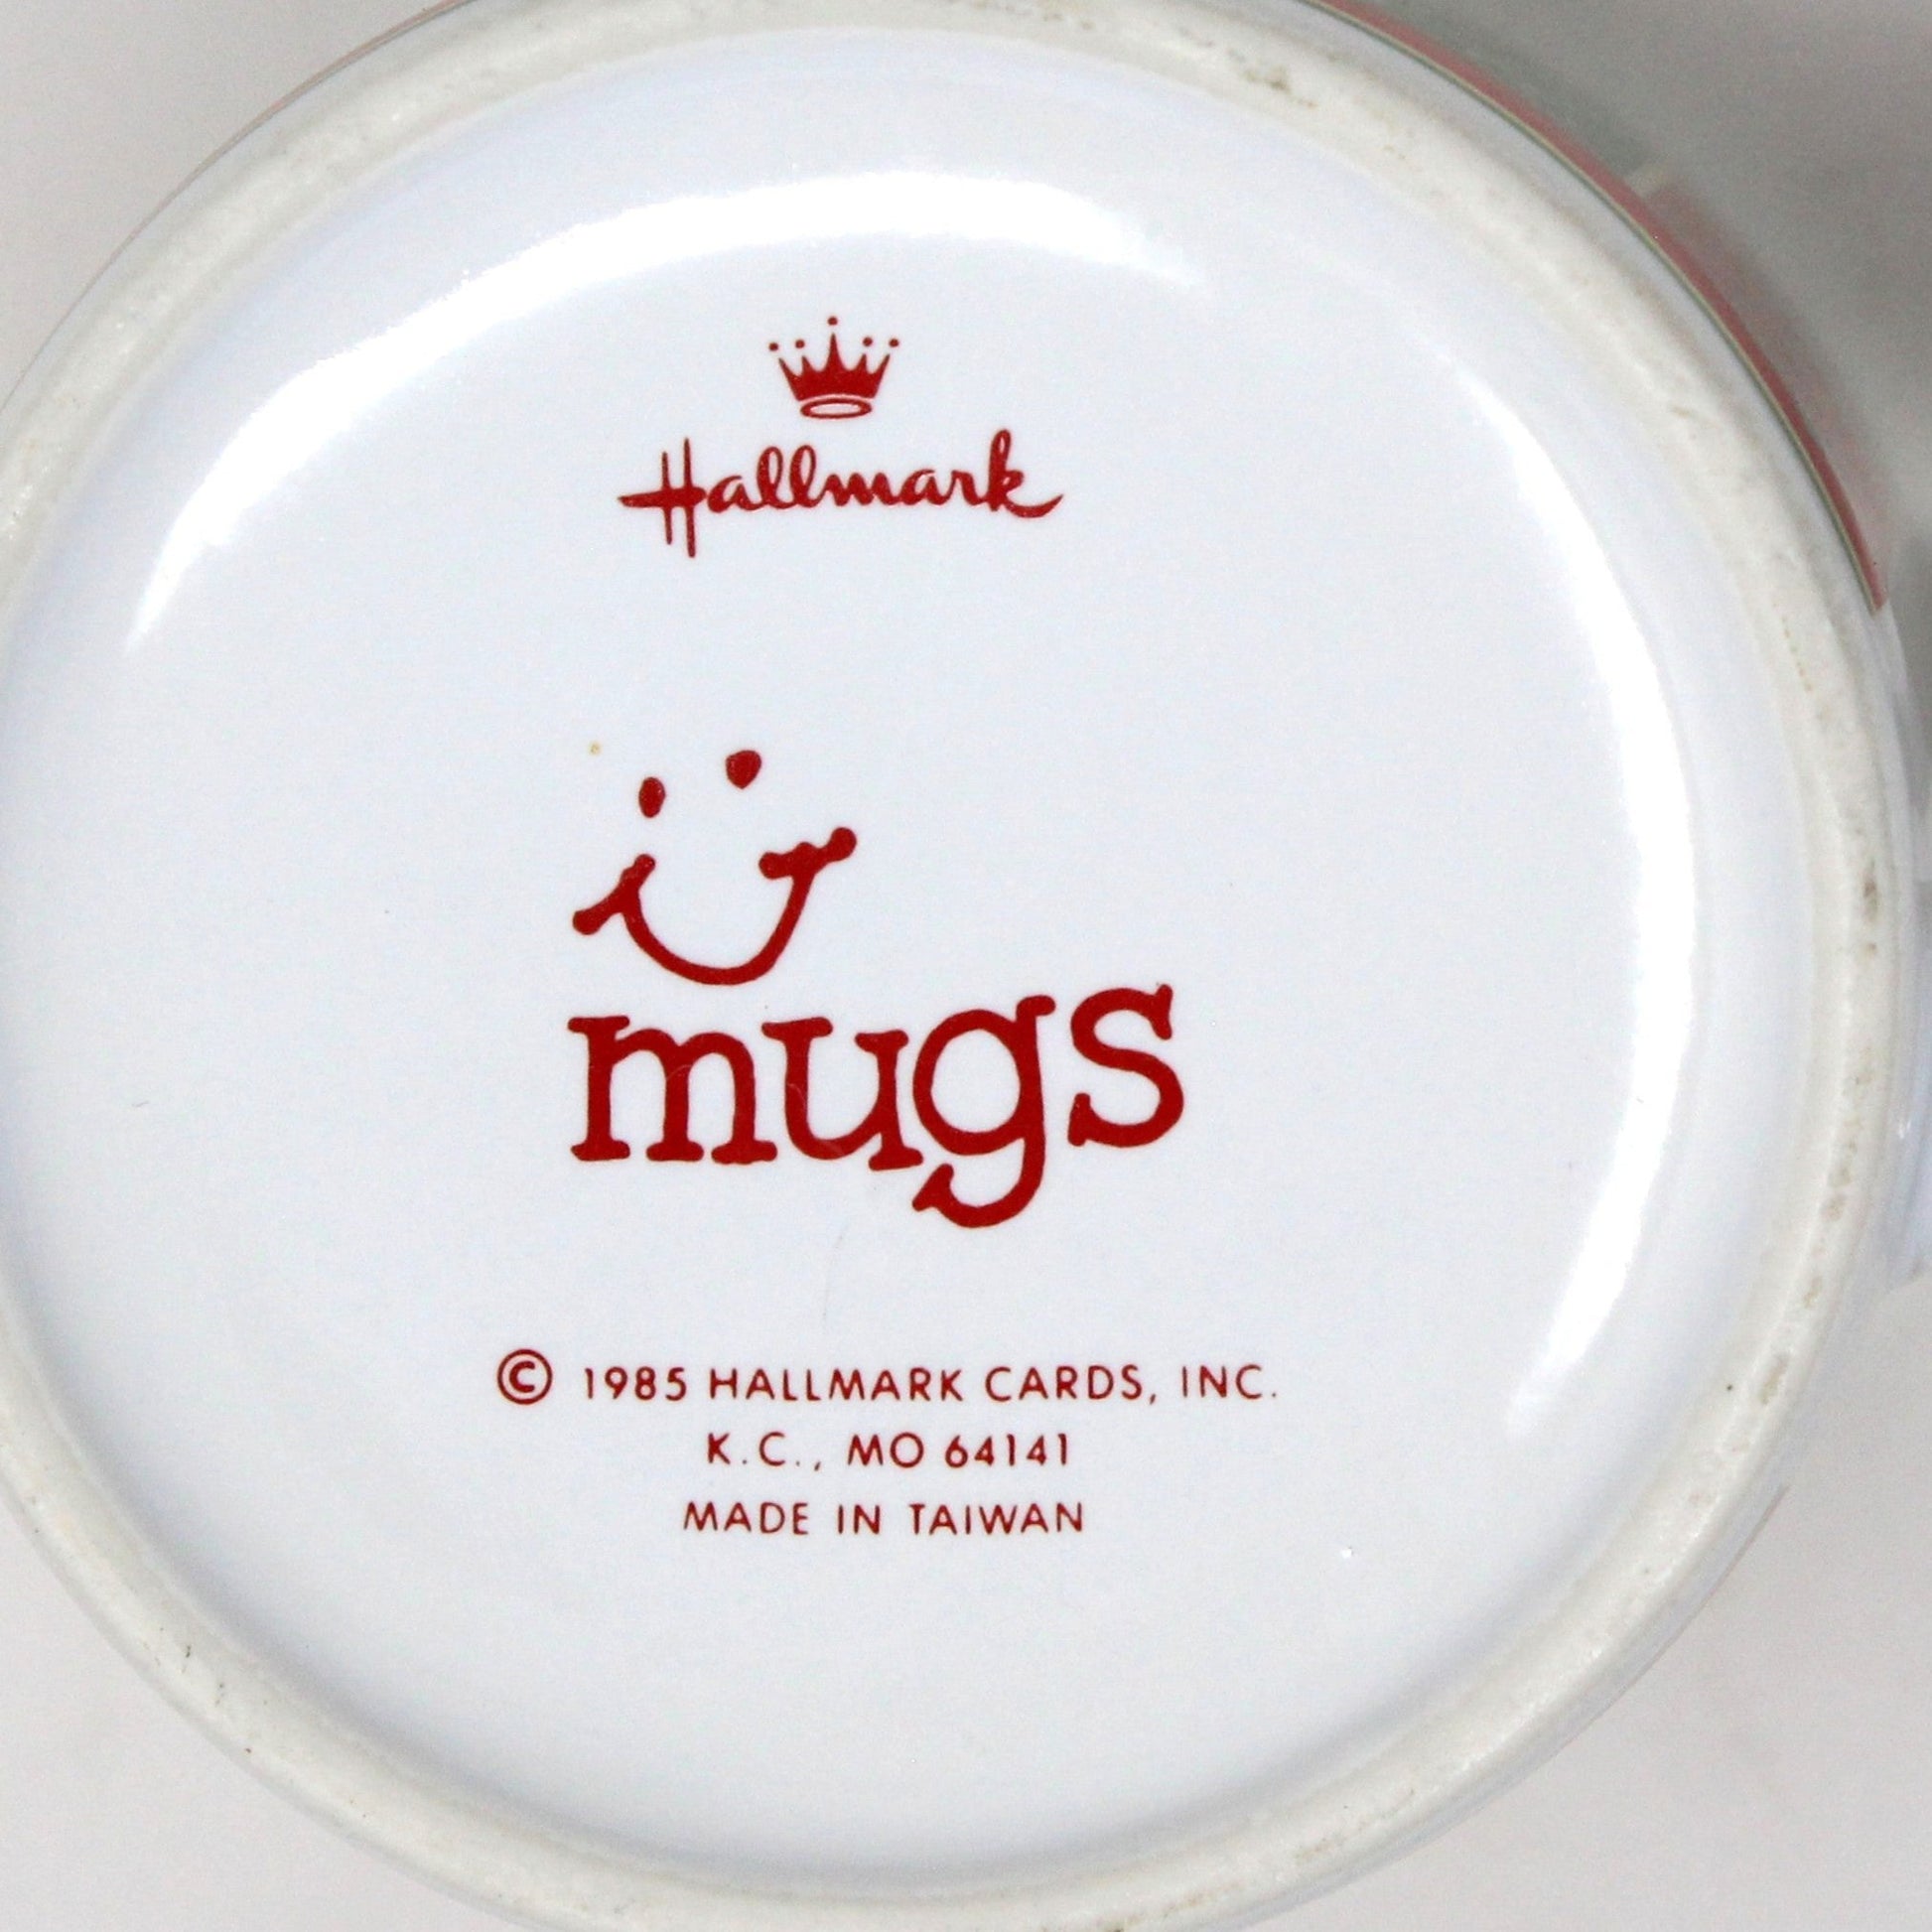 Hallmark
mugs
© 1985 HALLMARK CARDS, INC.
K.C., MO 64141
MADE IN TAIWAN